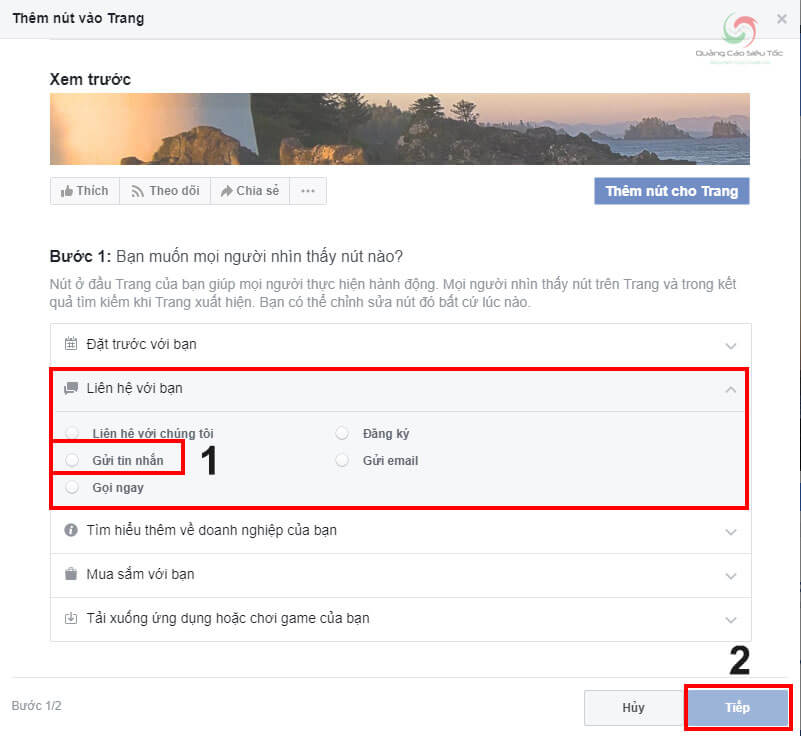 Thêm nút vào Trang
Quảng Cáo Siêu Tốc
Xem trước
Thích
Theo dõi
Chia sẻ
Thêm nút cho Trang
Bước 1: Bạn muốn mọi người nhìn thấy nút nào?
Nút ở đầu Trang của bạn giúp mọi người thực hiện hành động. Mọi người nhìn thấy nút trên Trang và trong kết
quả tìm kiếm khi Trang xuất hiện. Bạn có thể chỉnh sửa nút đó bất cứ lúc nào.
Đặt trước với bạn
Liên hệ với bạn
Liên hệ với chúng tôi
Đăng ký
Gửi tin nhắn
1
Gửi email
Gọi ngay
Tìm hiểu thêm về doanh nghiệp của bạn
Mua sắm với bạn
Tải xuống ứng dụng hoặc chơi game của bạn
2
Bước 1/2
Hủy
Tiếp